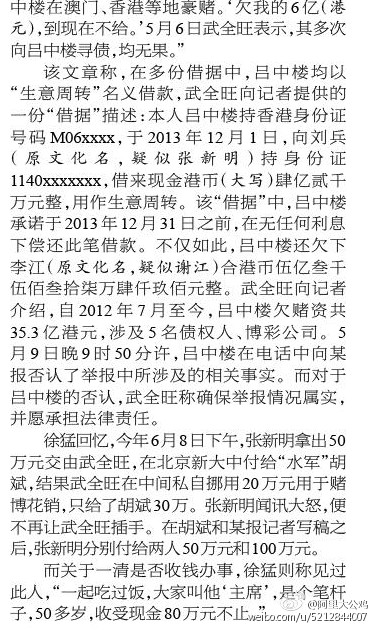 中楼在澳门、香港等地豪赌。‘欠我的6亿(港
元),到现在不给。’5月6日武全旺表示,其多次
向吕中楼寻债,均无果。”
该文章称,在多份借据中,吕中楼均以
“生意周转”名义借款,武全旺向记者提供的
一份“借据”描述:本人吕中楼持香港身份证
号码M06xxxx,于2013年12月1日,向刘兵
(原文化名,疑似张新明)持身份证
1140xxxxxxx,借来现金港币(大写)肆亿贰千
万元整,用作生意周转。该“借据”中,吕中楼
承诺于2013年12月31日之前,在无任何利息
下偿还此笔借款。不仅如此,吕中楼还欠下
李江(原文化名,疑似谢江)合港币伍亿叁千
伍佰叁拾柒万肆仟玖佰元整。武全旺向记者
介绍,自2012年7月至今,吕中楼欠赌资共
35.3亿港元,涉及5名债权人、博彩公司。5
月9日晚9时50分许,吕中楼在电话中向某
报否认了举报中所涉及的相关事实。而对于
吕中楼的否认,武全旺称确保举报情况属实,
并愿承担法律责任。
徐猛回忆,今年6月8日下午,张新明拿出50
万元交由武全旺,在北京新大中付给“水军”胡
斌,结果武全旺在中间私自挪用20万元用于赌
博花销,只给了胡斌30万。张新明闻讯大怒,便
不再让武全旺插手。在胡斌和某报记者写稿之
后,张新明分别付给两人50万元和100万元。
而关于一清是否收钱办事,徐猛则称见过
此人,“一起吃过饭,大家叫他‘主席’,是个笔杆
子,50多岁,收受现金80万元不止。”
@阿里大公鸡
weibo.com/u/5212844007